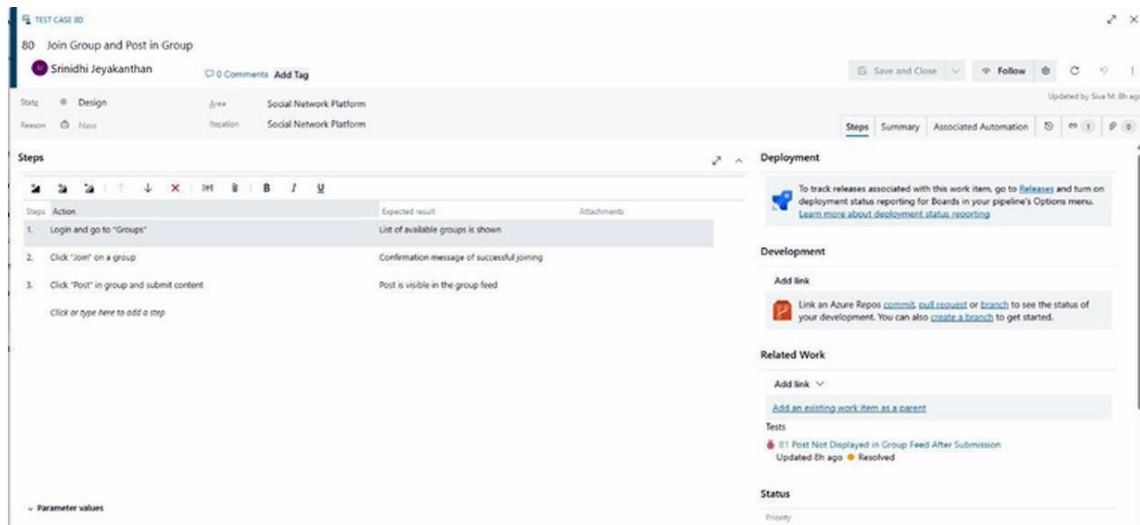 TEST CASE 80
80 Join Group and Post in Group
Srinidhi Jeyakanthan
0 Comments Add Tag
Save and Close
Follow
State Design
Area Social Network Platform
Updated by Siva M: 8h ago
Reason New
Iteration Social Network Platform
Steps Summary Associated Automation 1 0
Steps
B I U
Steps Action Expected result Attachments
1. Login and go to "Groups" List of available groups is shown
2. Click "Join" on a group Confirmation message of successful joining
3. Click "Post" in group and submit content Post is visible in the group feed
Click or type here to add a step
Parameter values
Deployment
To track releases associated with this work item, go to Releases and turn on
deployment status reporting for Boards in your pipeline's Options menu.
Learn more about deployment status reporting
Development
Add link
Link an Azure Repos commit, pull request or branch to see the status of
your development. You can also create a branch to get started.
Related Work
Add link
Add an existing work item as a parent
Tests
81 Post Not Displayed in Group Feed After Submission
Updated 8h ago Resolved
Status
Priority